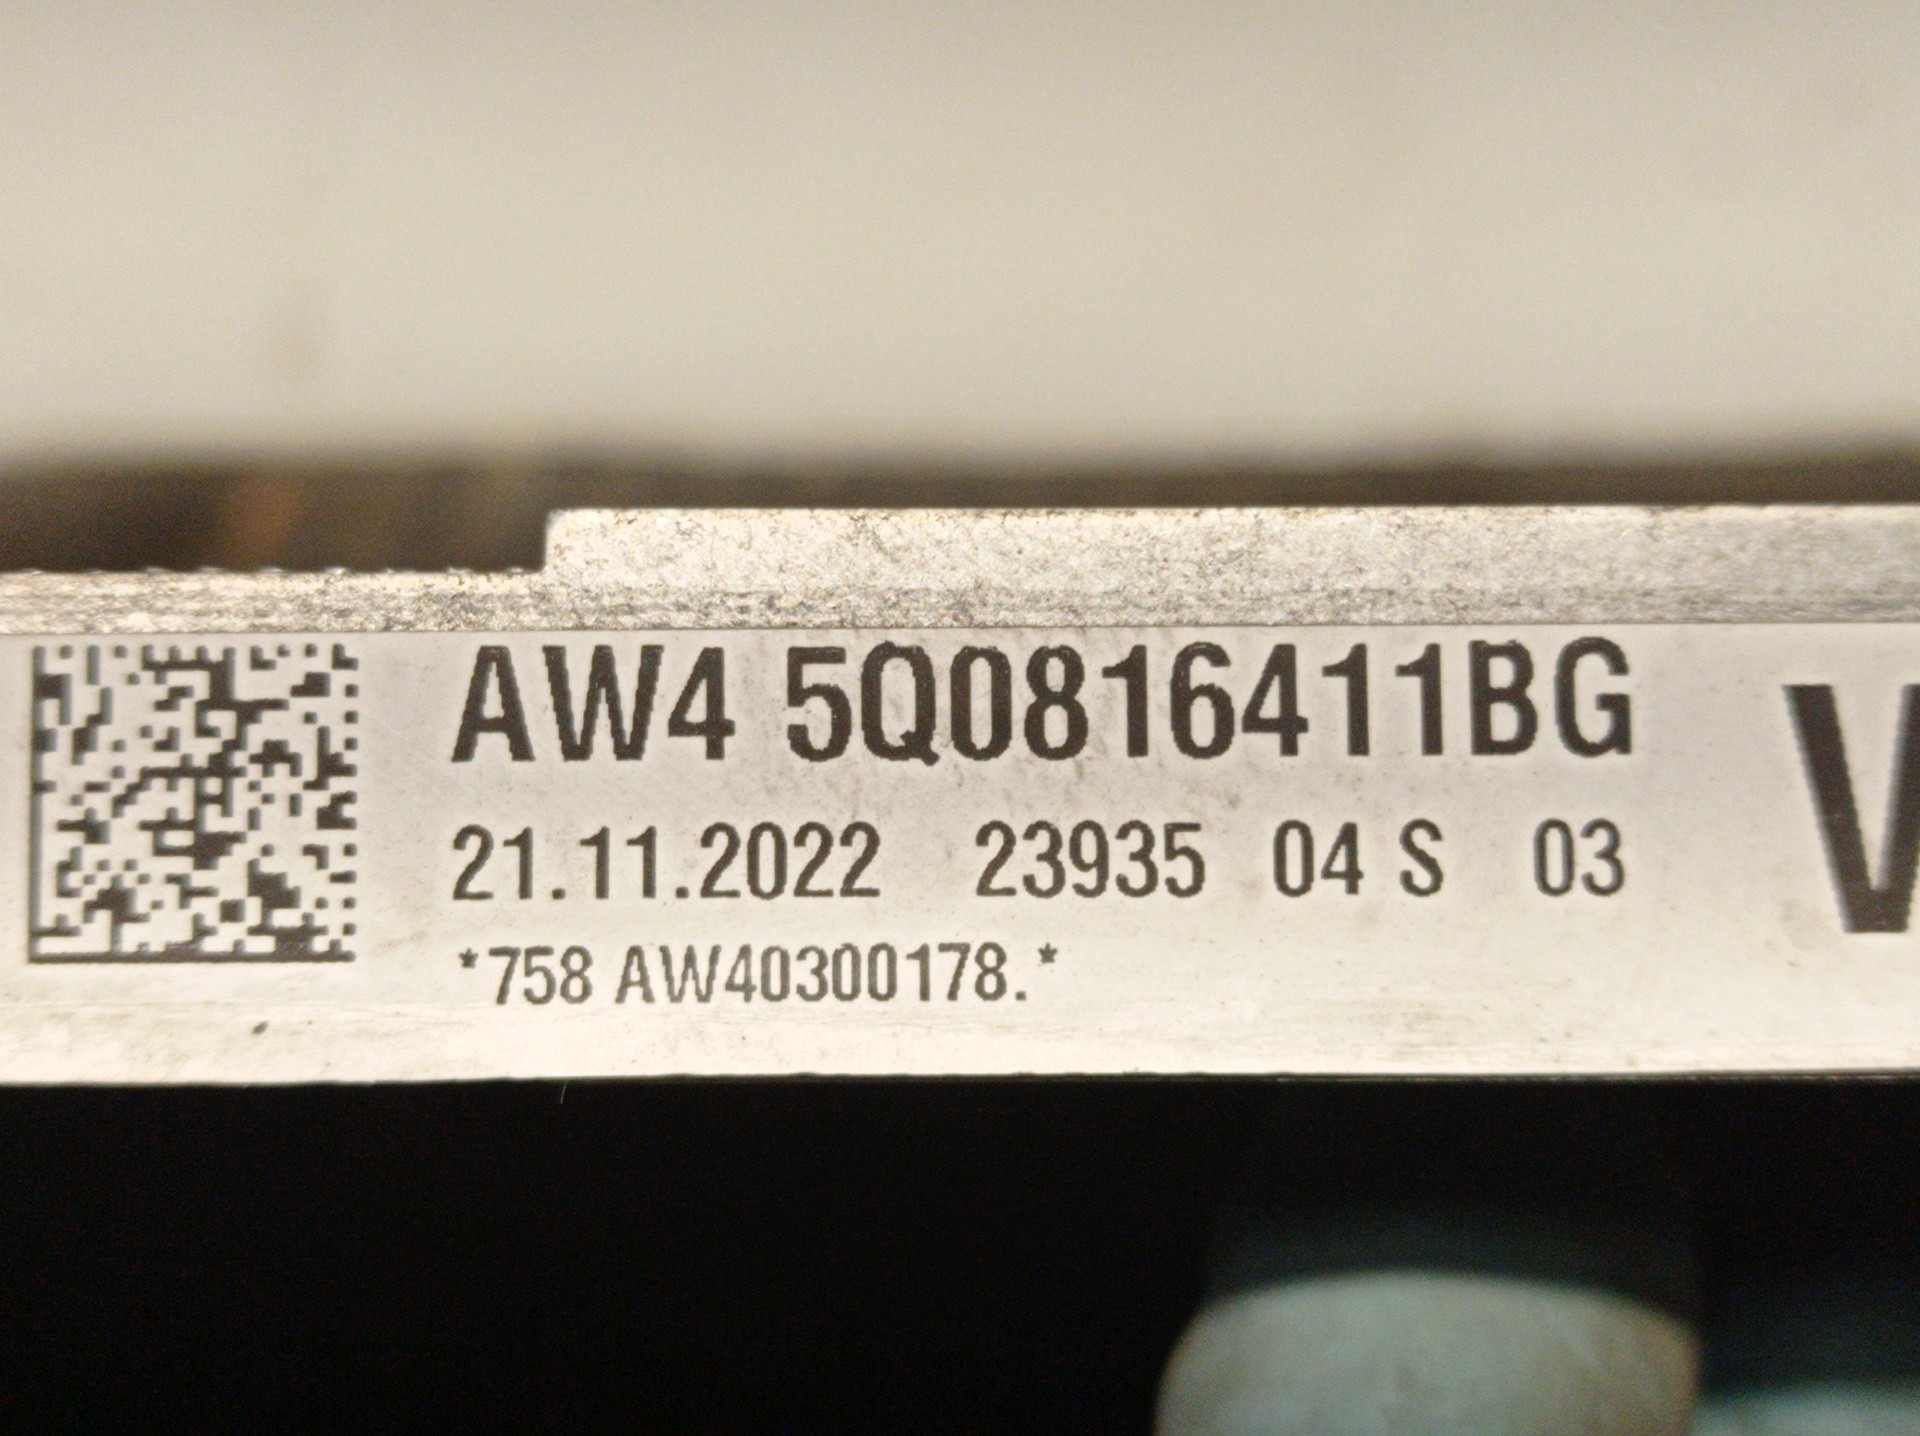 AW4 5Q0816411BG
21.11.2022 23935 04 S 03
*758 AW40300178.*
V